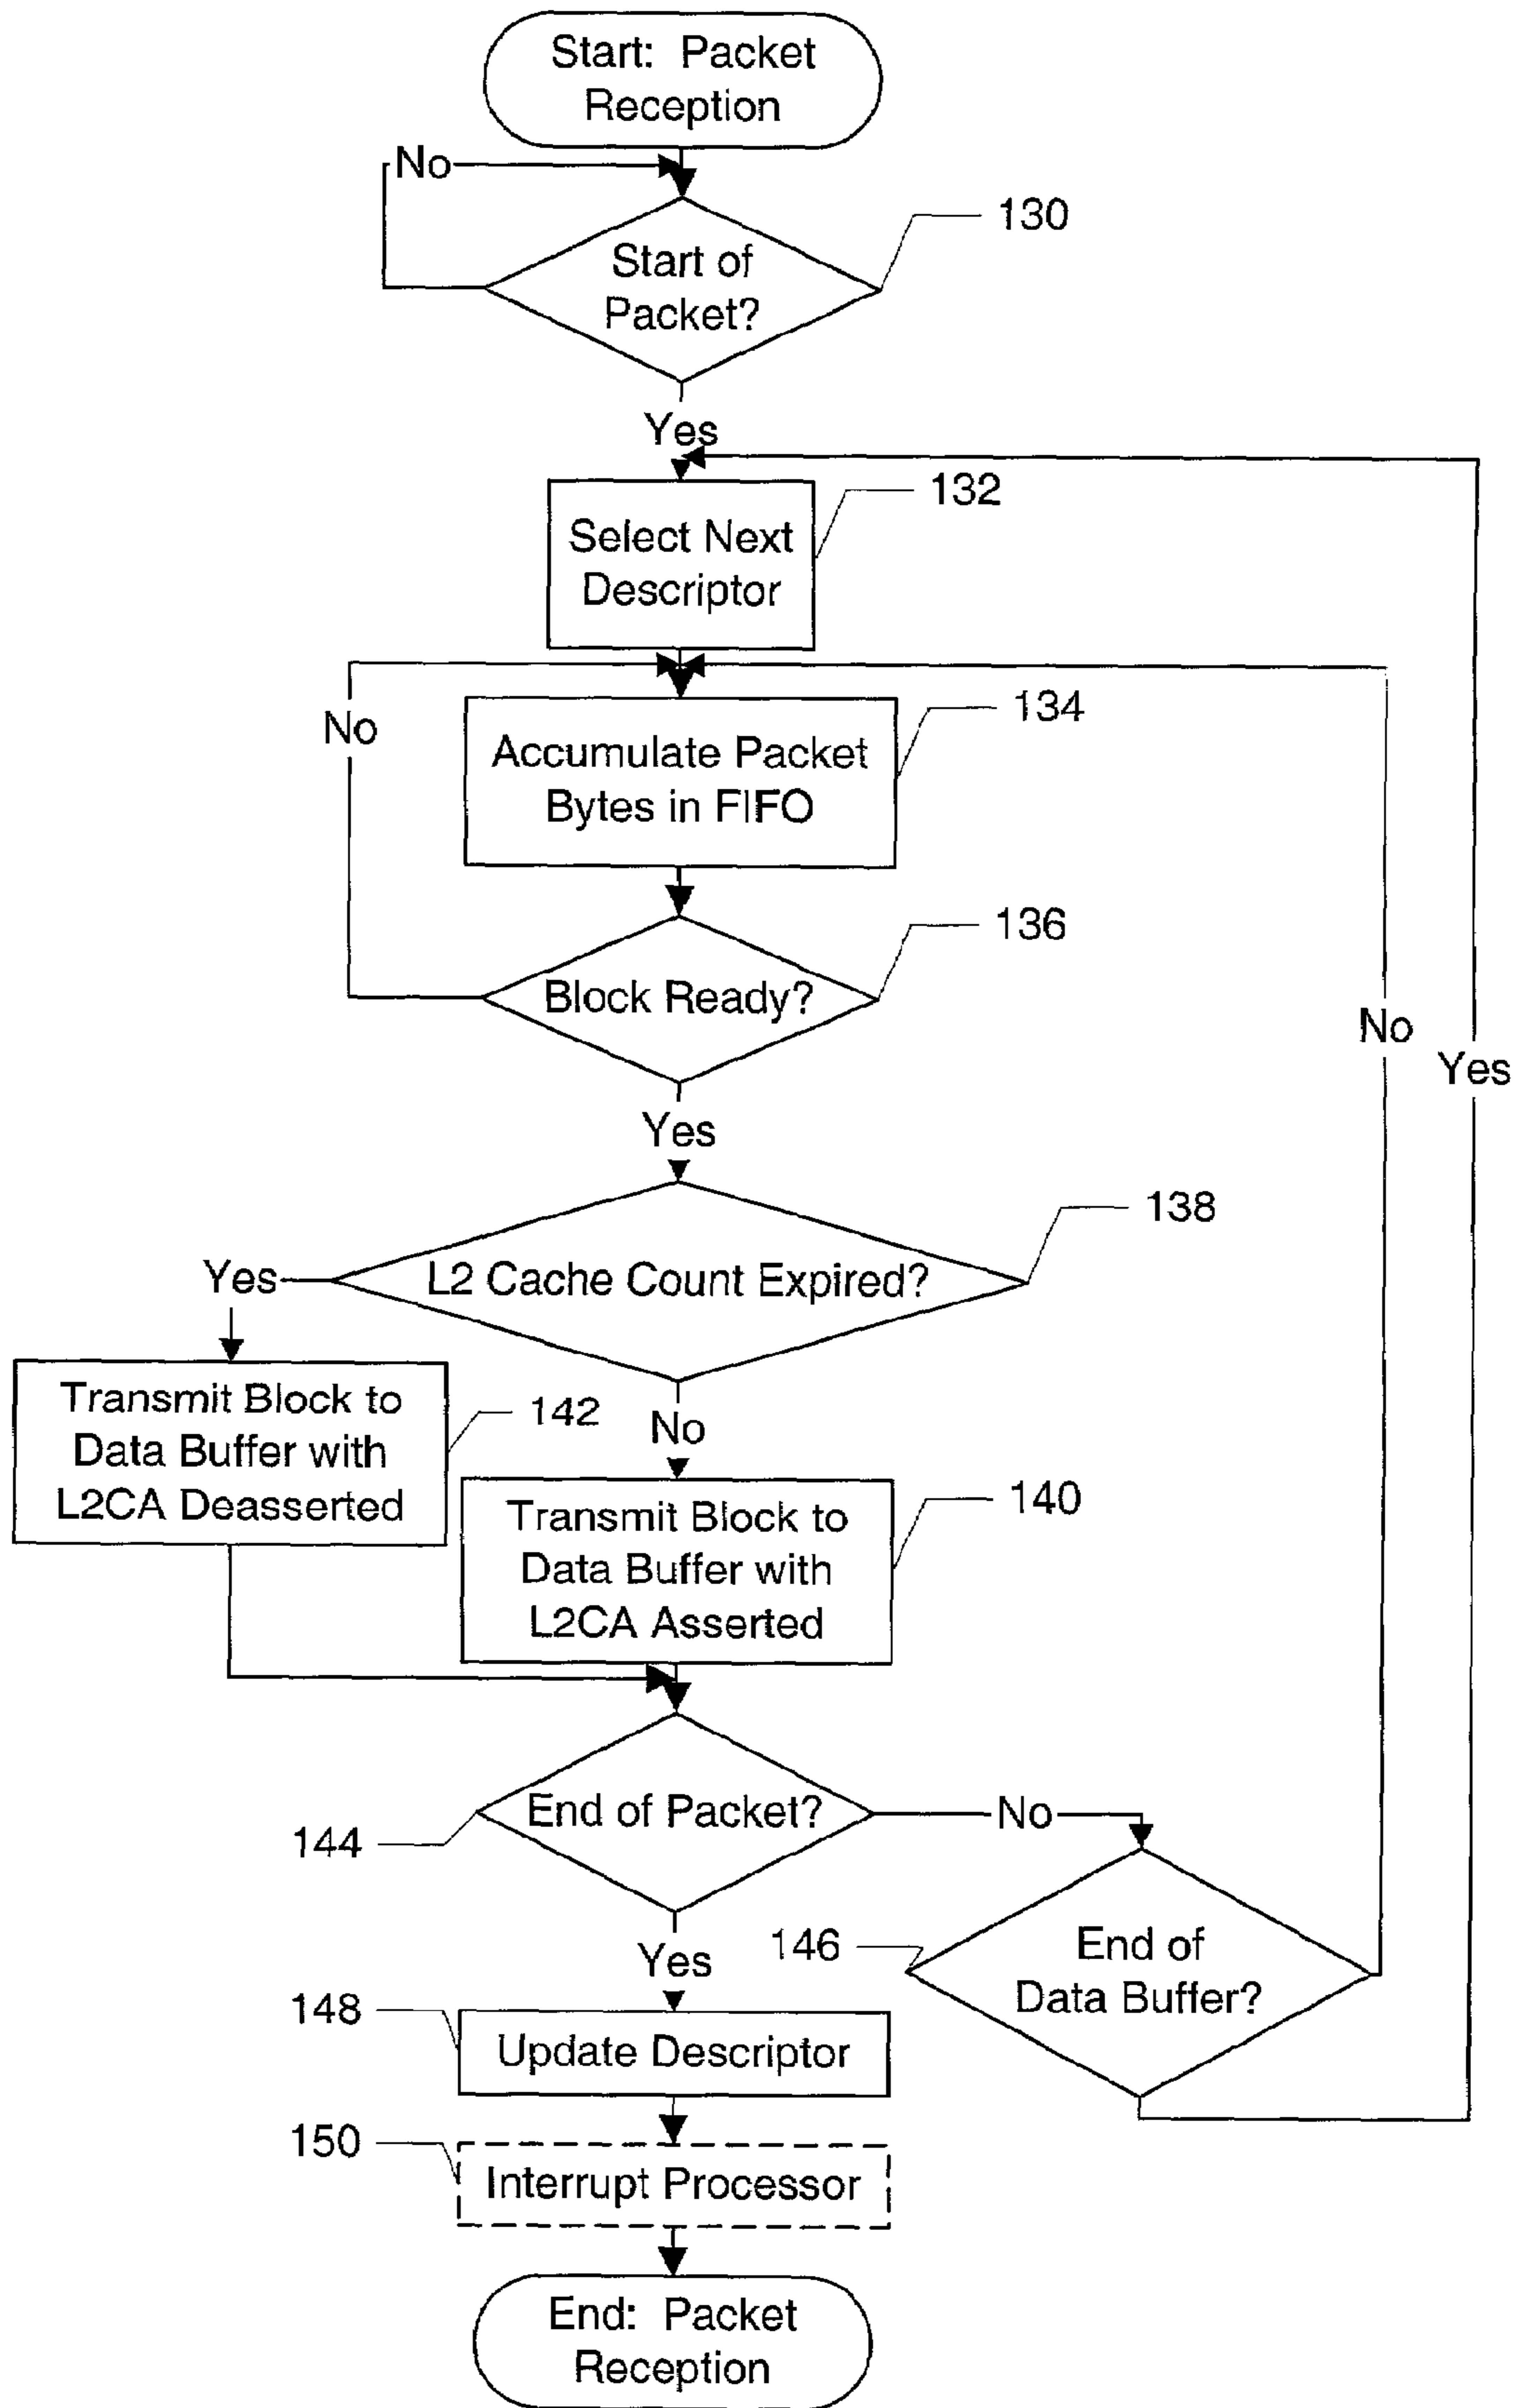 Start: Packet
Reception
No
130
Start of
Packet?
Yes
132
Select Next
Descriptor
134
No
Accumulate Packet
Bytes in FIFO
136
Block Ready?
No
Yes
Yes
138
Yes
L2 Cache Count Expired?
Transmit Block to
Data Buffer with
L2CA Deasserted
142
No
140
Transmit Block to
Data Buffer with
L2CA Asserted
End of Packet?
No
144
Yes
146
End of
Data Buffer?
148
Update Descriptor
150
Interrupt Processor
End: Packet
Reception